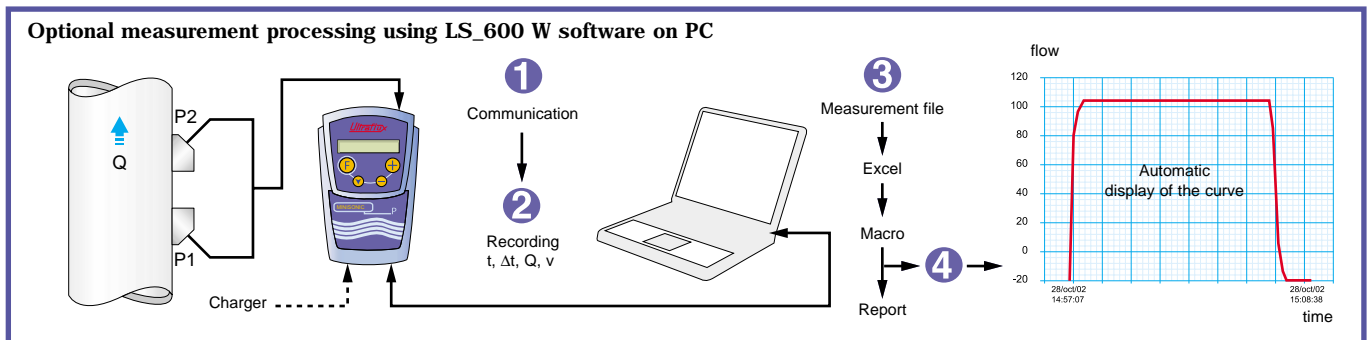 Optional measurement processing using LS_600 W software on PC
P2
Q
P1
Ultraflux
F
+
-
MINISONIC
P
Charger
1
Communication
2
Recording
t, Δt, Q, v
3
Measurement file
Excel
Macro
4
Report
flow
120
100
80
60
40
20
0
-20
Automatic
display of the curve
28/oct/02
14:57:07
28/oct/02
15:08:38
time